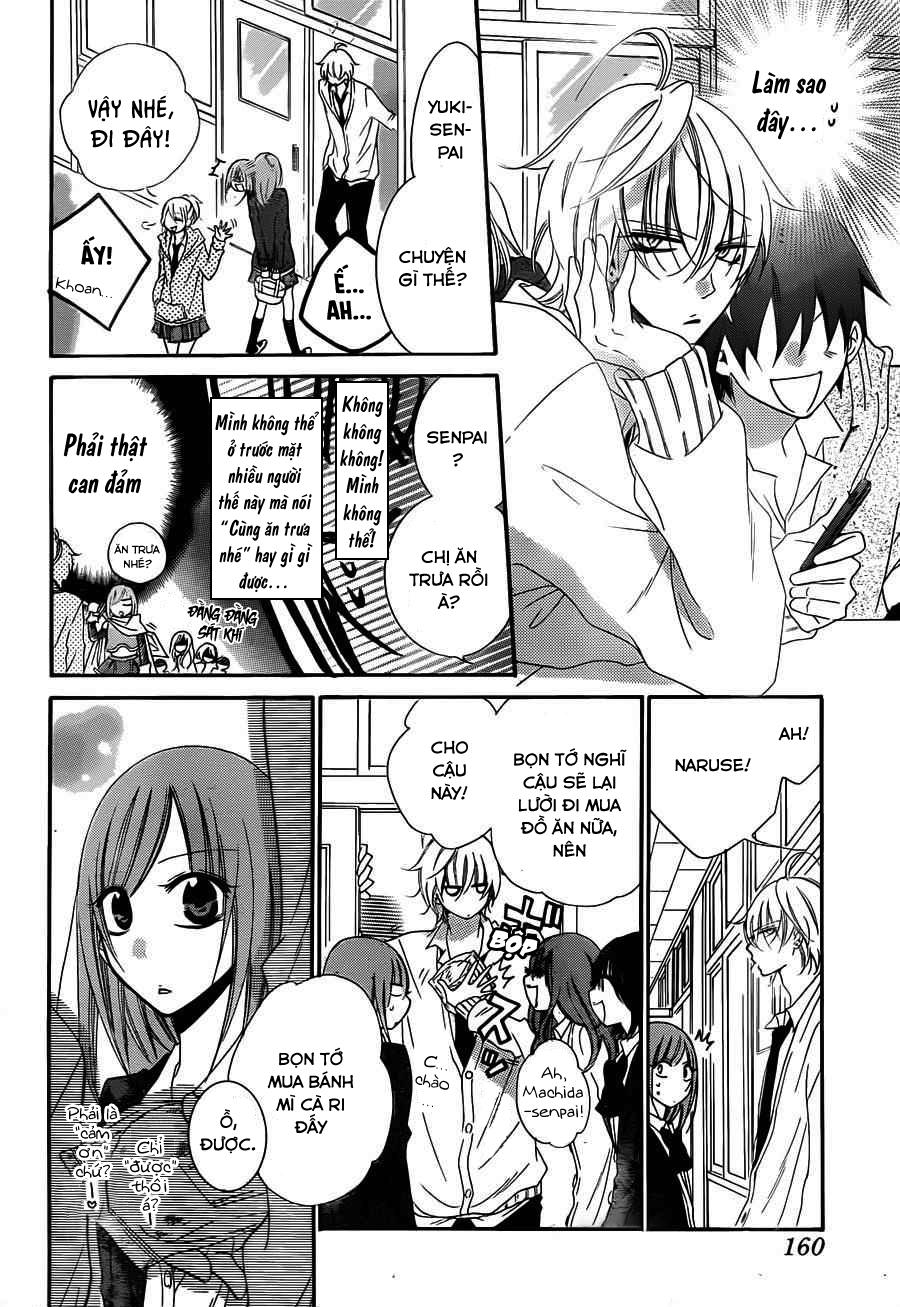 Làm sao
đây...
YUKI-
SEN-
PAI
CHUYỆN
GÌ THẾ?
VẬY NHÉ,
ĐI ĐÂY!
Ế...
AH...
ẤY!
Khoan...
SENPAI
?
CHỊ ĂN
TRƯA RỒI
À?
Không
không
không!
Mình
không
thể!
Mình không thể
ở trước mặt
nhiều người
thế này mà nói
“Cùng ăn trưa
nhé” hay gì gì
được...
Phải thật
can đảm
ĂN TRƯA
NHÉ?
ĐẰNG ĐẰNG
SÁT KHÍ
AH!
NARUSE!
BỌN TỚ NGHĨ
CẬU SẼ LẠI
LƯỜI ĐI MUA
ĐỒ ĂN NỮA,
NÊN
CHO
CẬU
NÀY!
BỘP
Ah,
Machida
-senpai!
C...
chào
BỌN TỚ
MUA BÁNH
MÌ CÀ RI
ĐẤY
Ồ,
ĐƯỢC.
Chỉ
"được"
thôi
á?
Phải là
"cảm
ơn"
chứ?
160